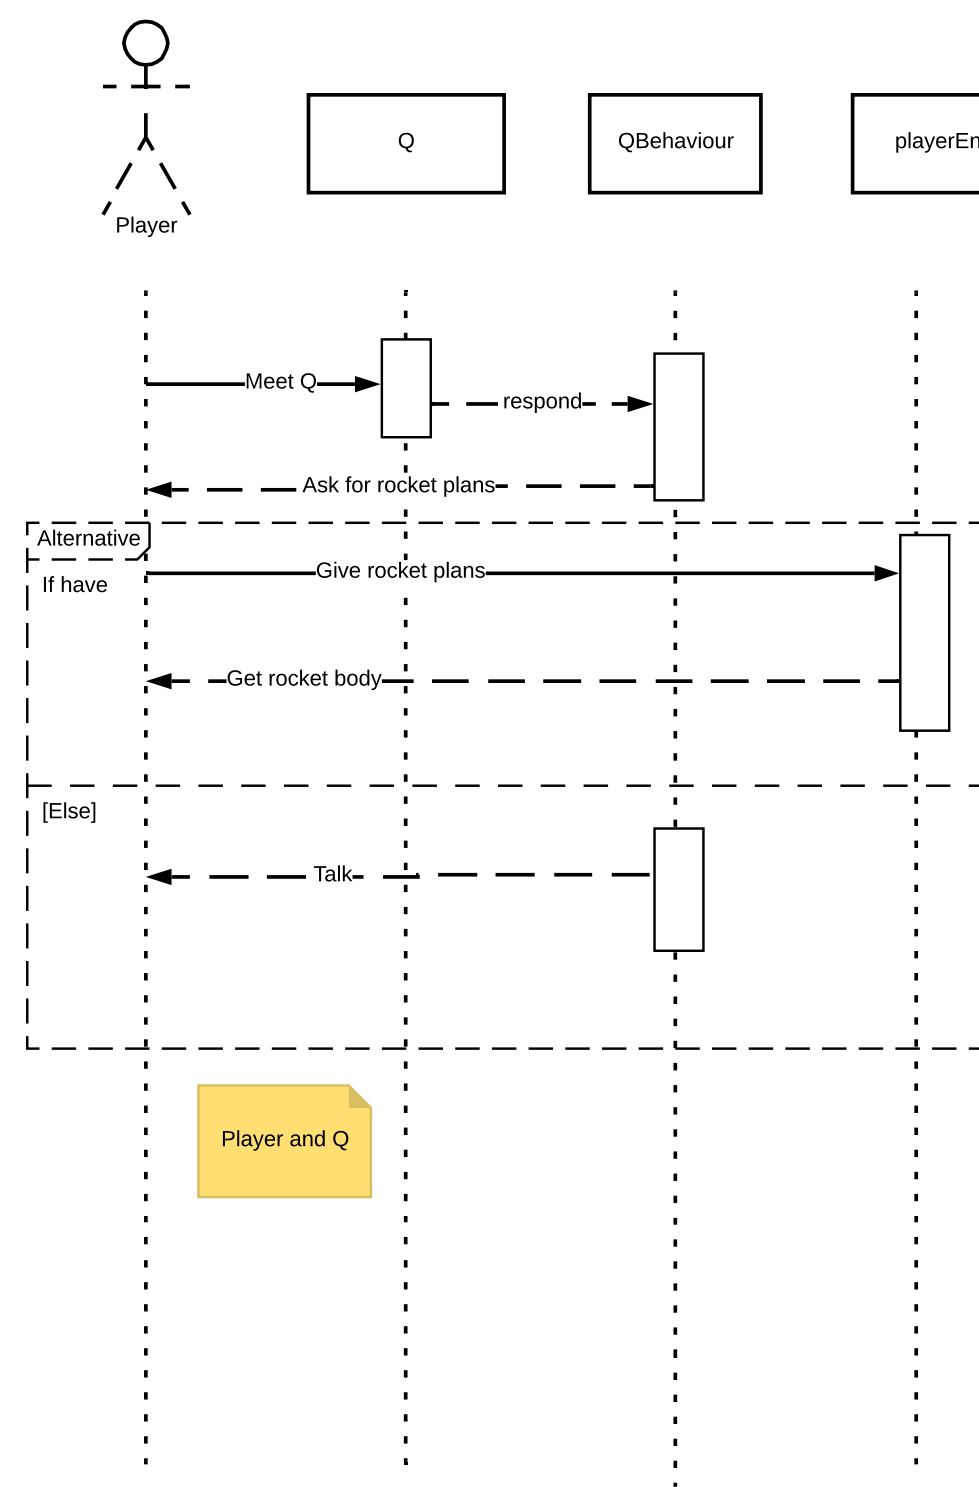 Player
Q
QBehaviour
playerEn
Meet Q
respond
Ask for rocket plans
Alternative
If have
Give rocket plans
Get rocket body
[Else]
Talk
Player and Q